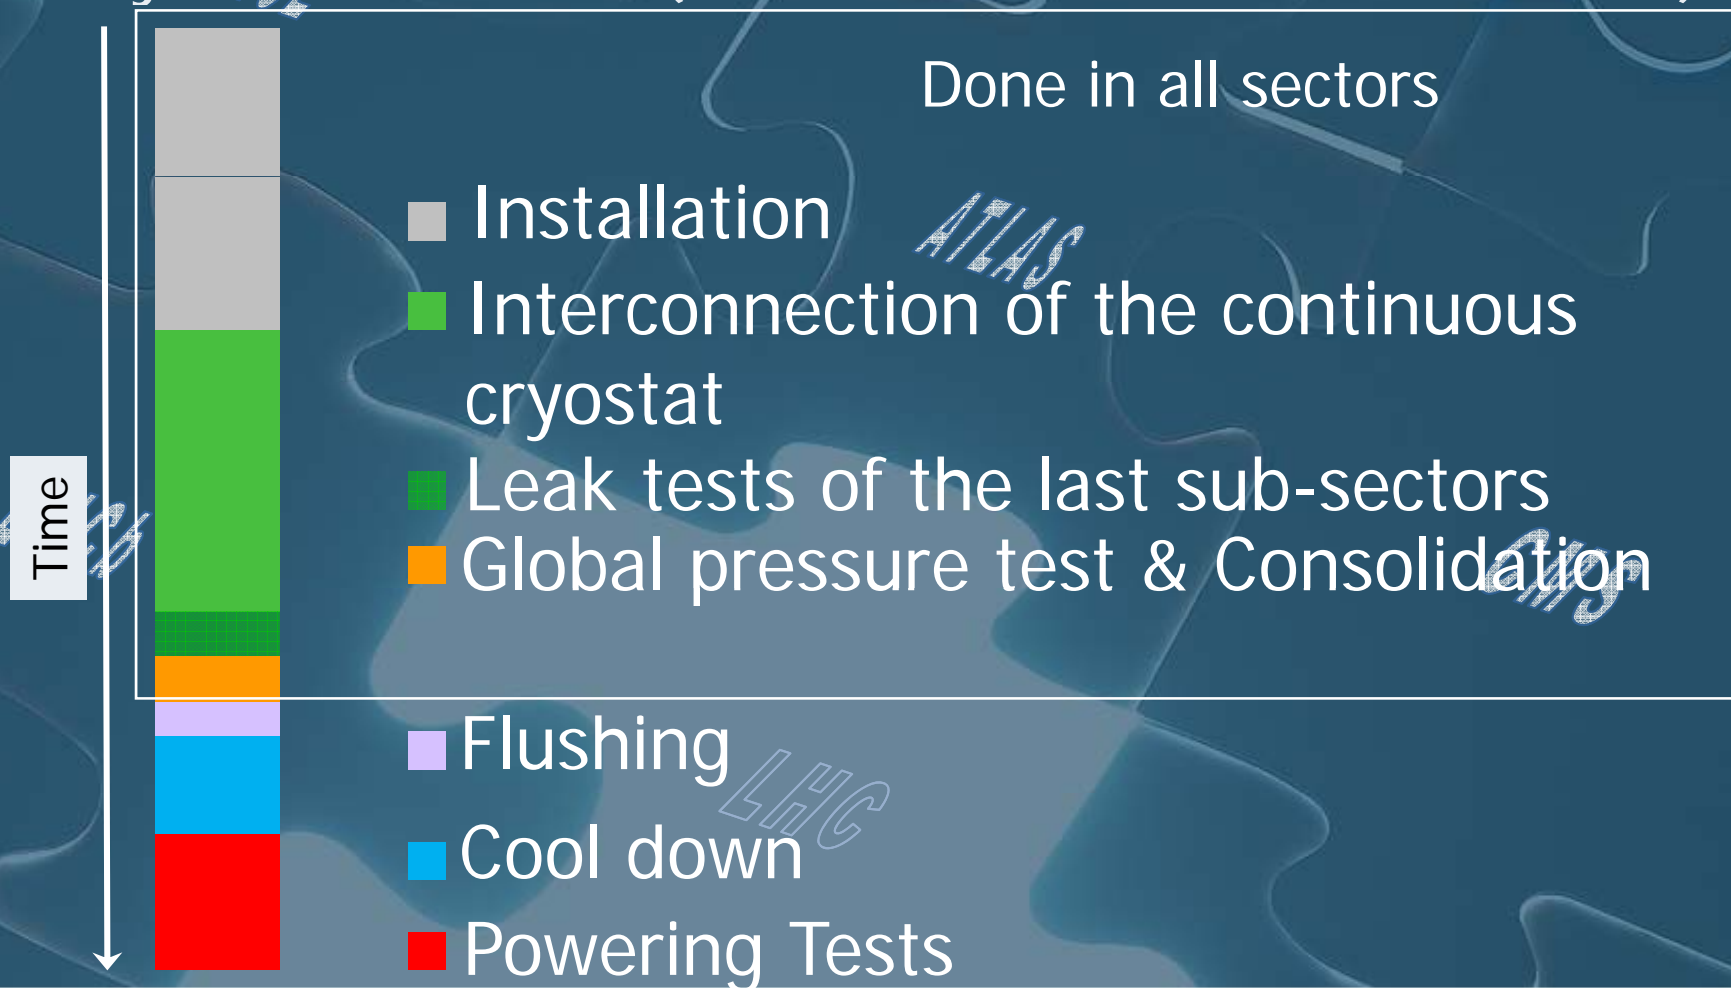 Done in all sectors
Installation
ATLAS
Interconnection of the continuous
cryostat
Leak tests of the last sub-sectors
Time
Global pressure test & Consolidation
CMS
Flushing
LHC
Cool down
Powering Tests